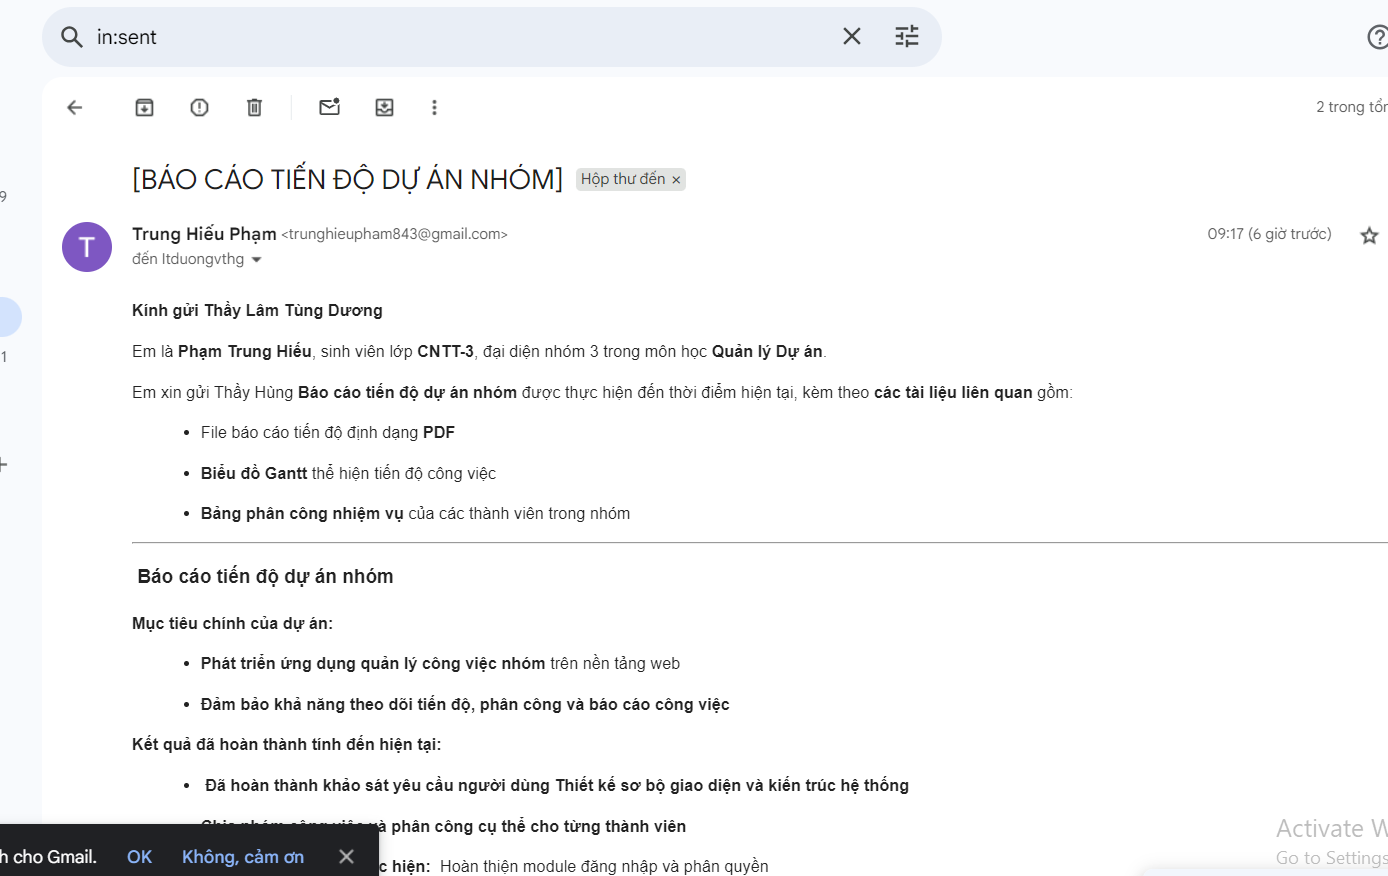 in:sent
2 trong tổn
[BÁO CÁO TIẾN ĐỘ DỰ ÁN NHÓM] Hộp thư đến ×
9
T
Trung Hiếu Phạm <trunghieupham843@gmail.com>
09:17 (6 giờ trước)
đến ltduongvthg
Kính gửi Thầy Lâm Tùng Dương
1
Em là Phạm Trung Hiếu, sinh viên lớp CNTT-3, đại diện nhóm 3 trong môn học Quản lý Dự án.
Em xin gửi Thầy Hùng Báo cáo tiến độ dự án nhóm được thực hiện đến thời điểm hiện tại, kèm theo các tài liệu liên quan gồm:
• File báo cáo tiến độ định dạng PDF
• Biểu đồ Gantt thể hiện tiến độ công việc
• Bảng phân công nhiệm vụ của các thành viên trong nhóm
Báo cáo tiến độ dự án nhóm
Mục tiêu chính của dự án:
• Phát triển ứng dụng quản lý công việc nhóm trên nền tảng web
• Đảm bảo khả năng theo dõi tiến độ, phân công và báo cáo công việc
Kết quả đã hoàn thành tính đến hiện tại:
• Đã hoàn thành khảo sát yêu cầu người dùng Thiết kế sơ bộ giao diện và kiến trúc hệ thống
Chia nhóm công việc và phân công cụ thể cho từng thành viên
hiện: Hoàn thiện module đăng nhập và phân quyền
cho Gmail. OK Không, cảm ơn
Activate W
Go to Settings